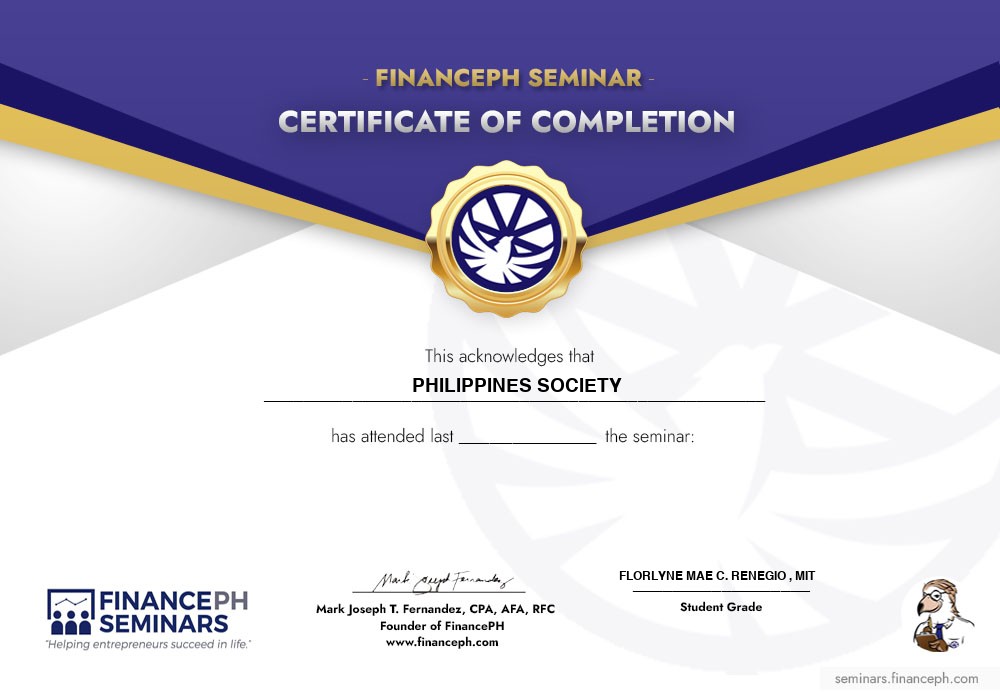 - FINANCEPH SEMINAR -
CERTIFICATE OF COMPLETION
This acknowledges that
PHILIPPINES SOCIETY
has attended last ______________ the seminar:
FINANCEPH
SEMINARS
"Helping entrepreneurs succeed in life."
Mark Joseph Fernandez
Mark Joseph T. Fernandez, CPA, AFA, RFC
Founder of FinancePH
www.financeph.com
FLORLYNE MAE C. RENEGIO , MIT
Student Grade
seminars.financeph.com